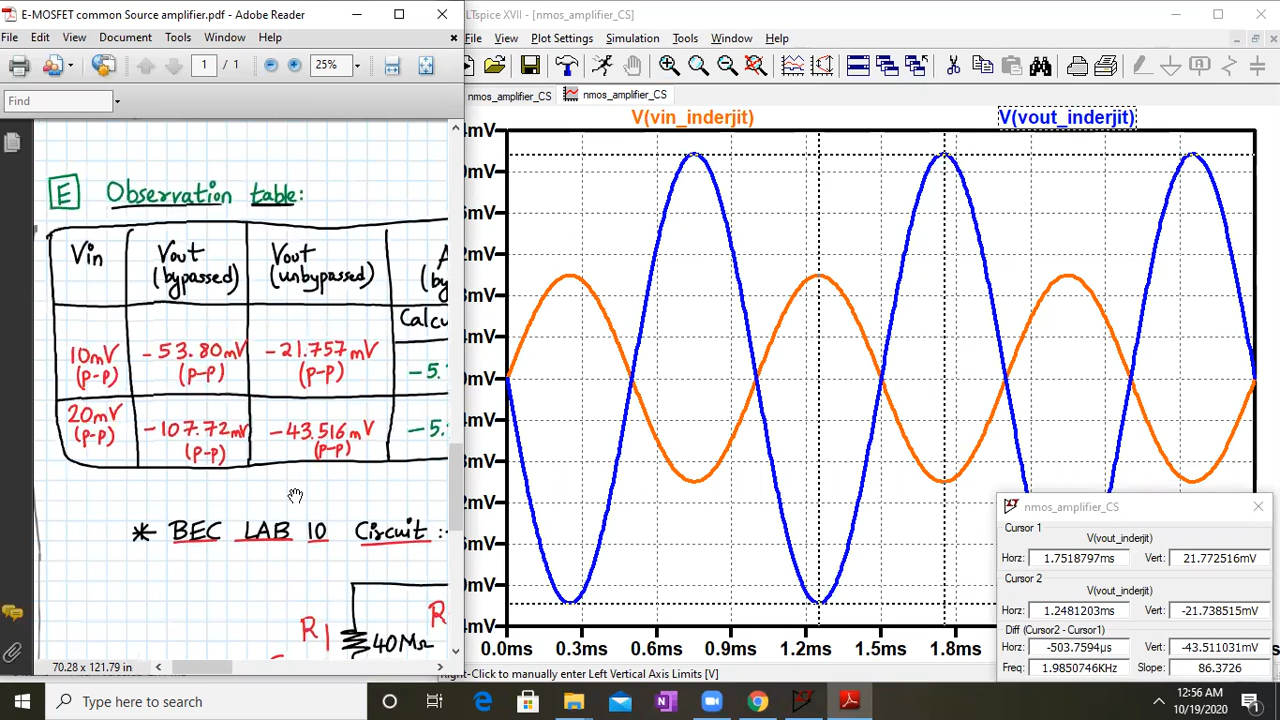 E-MOSFET common Source amplifier.pdf - Adobe Reader
File Edit View Document Tools Window Help
1 / 1 25%
Find
E Observation table:
Vin Vout (bypassed) Vout (unbypassed)
10mV (P-P) -53.80mV (P-P) -21.757mV (P-P)
20mV (P-P) -107.72mV (P-P) -43.516mV (P-P)
* BEC LAB 10 Circuit :
R1 40MΩ R
70.28 x 121.79 in
LTspice XVII - [nmos_amplifier_CS]
File View Plot Settings Simulation Tools Window Help
nmos_amplifier_CS nmos_amplifier_CS
V(vin_inderjit) V(vout_inderjit)
0.0ms 0.3ms 0.6ms 0.9ms 1.2ms 1.5ms 1.8ms
Right-Click to manually enter Left Vertical Axis Limits [V]
nmos_amplifier_CS
Cursor 1
V(vout_inderjit)
Horz: 1.7518797ms Vert: 21.772516mV
Cursor 2
V(vout_inderjit)
Horz: 1.2481203ms Vert: -21.738515mV
Diff (Cursor2 - Cursor1)
Horz: -503.7594µs Vert: -43.511031mV
Freq: 1.9850746KHz Slope: 86.3726
Type here to search
12:56 AM
10/19/2020